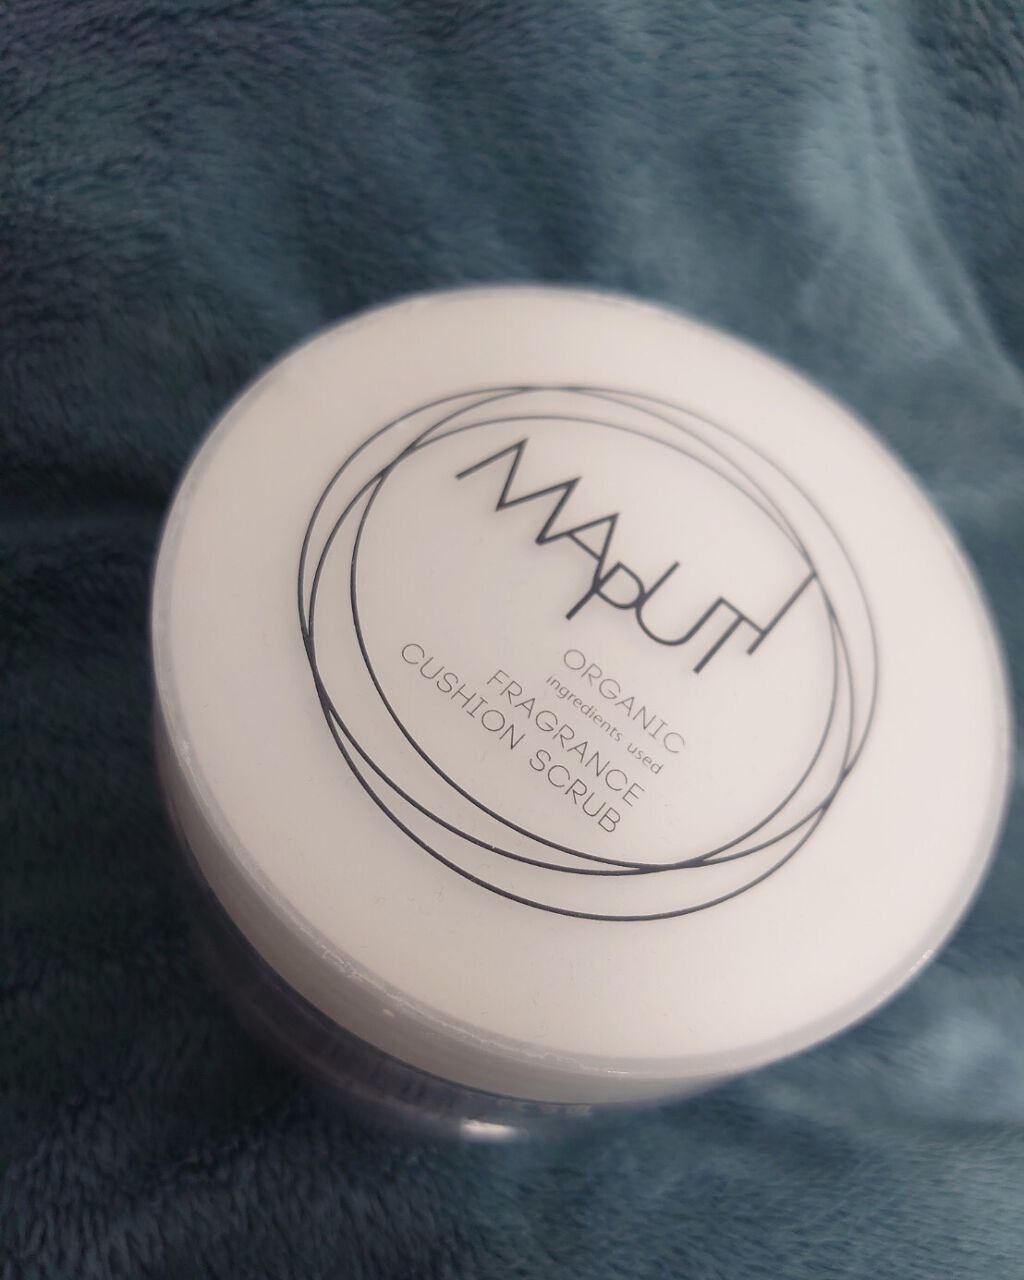 MAPUTI
ORGANIC
ingredients used
FRAGRANCE
CUSHION SCRUB